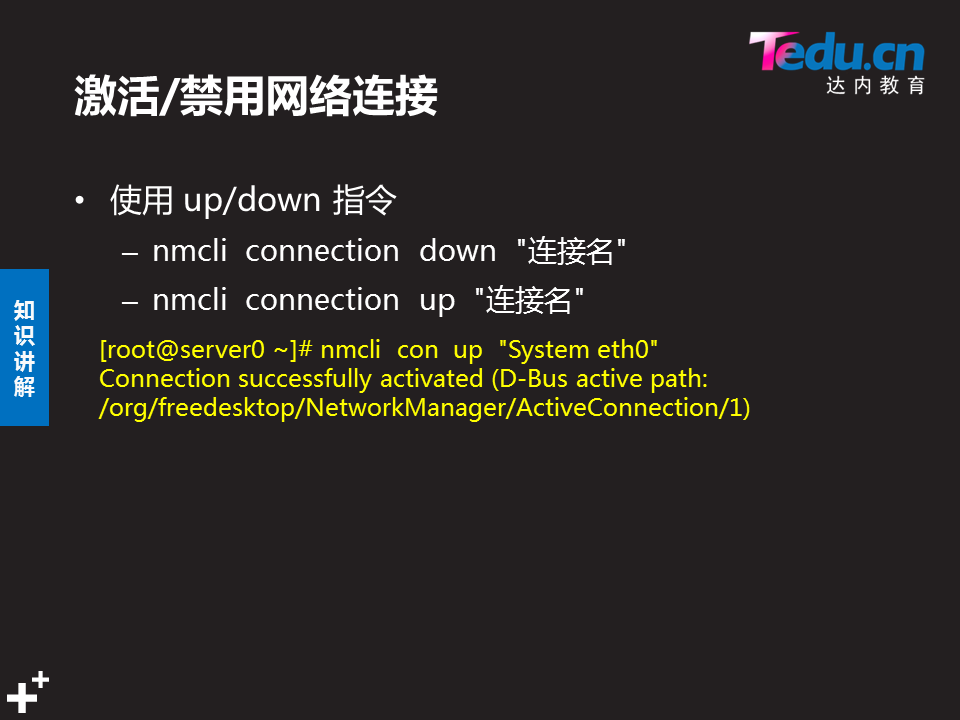 Tedu.cn
达内教育
激活/禁用网络连接
• 使用 up/down 指令
– nmcli connection down "连接名"
– nmcli connection up "连接名"
知识讲解
[root@server0 ~]# nmcli con up "System eth0"
Connection successfully activated (D-Bus active path:
/org/freedesktop/NetworkManager/ActiveConnection/1)